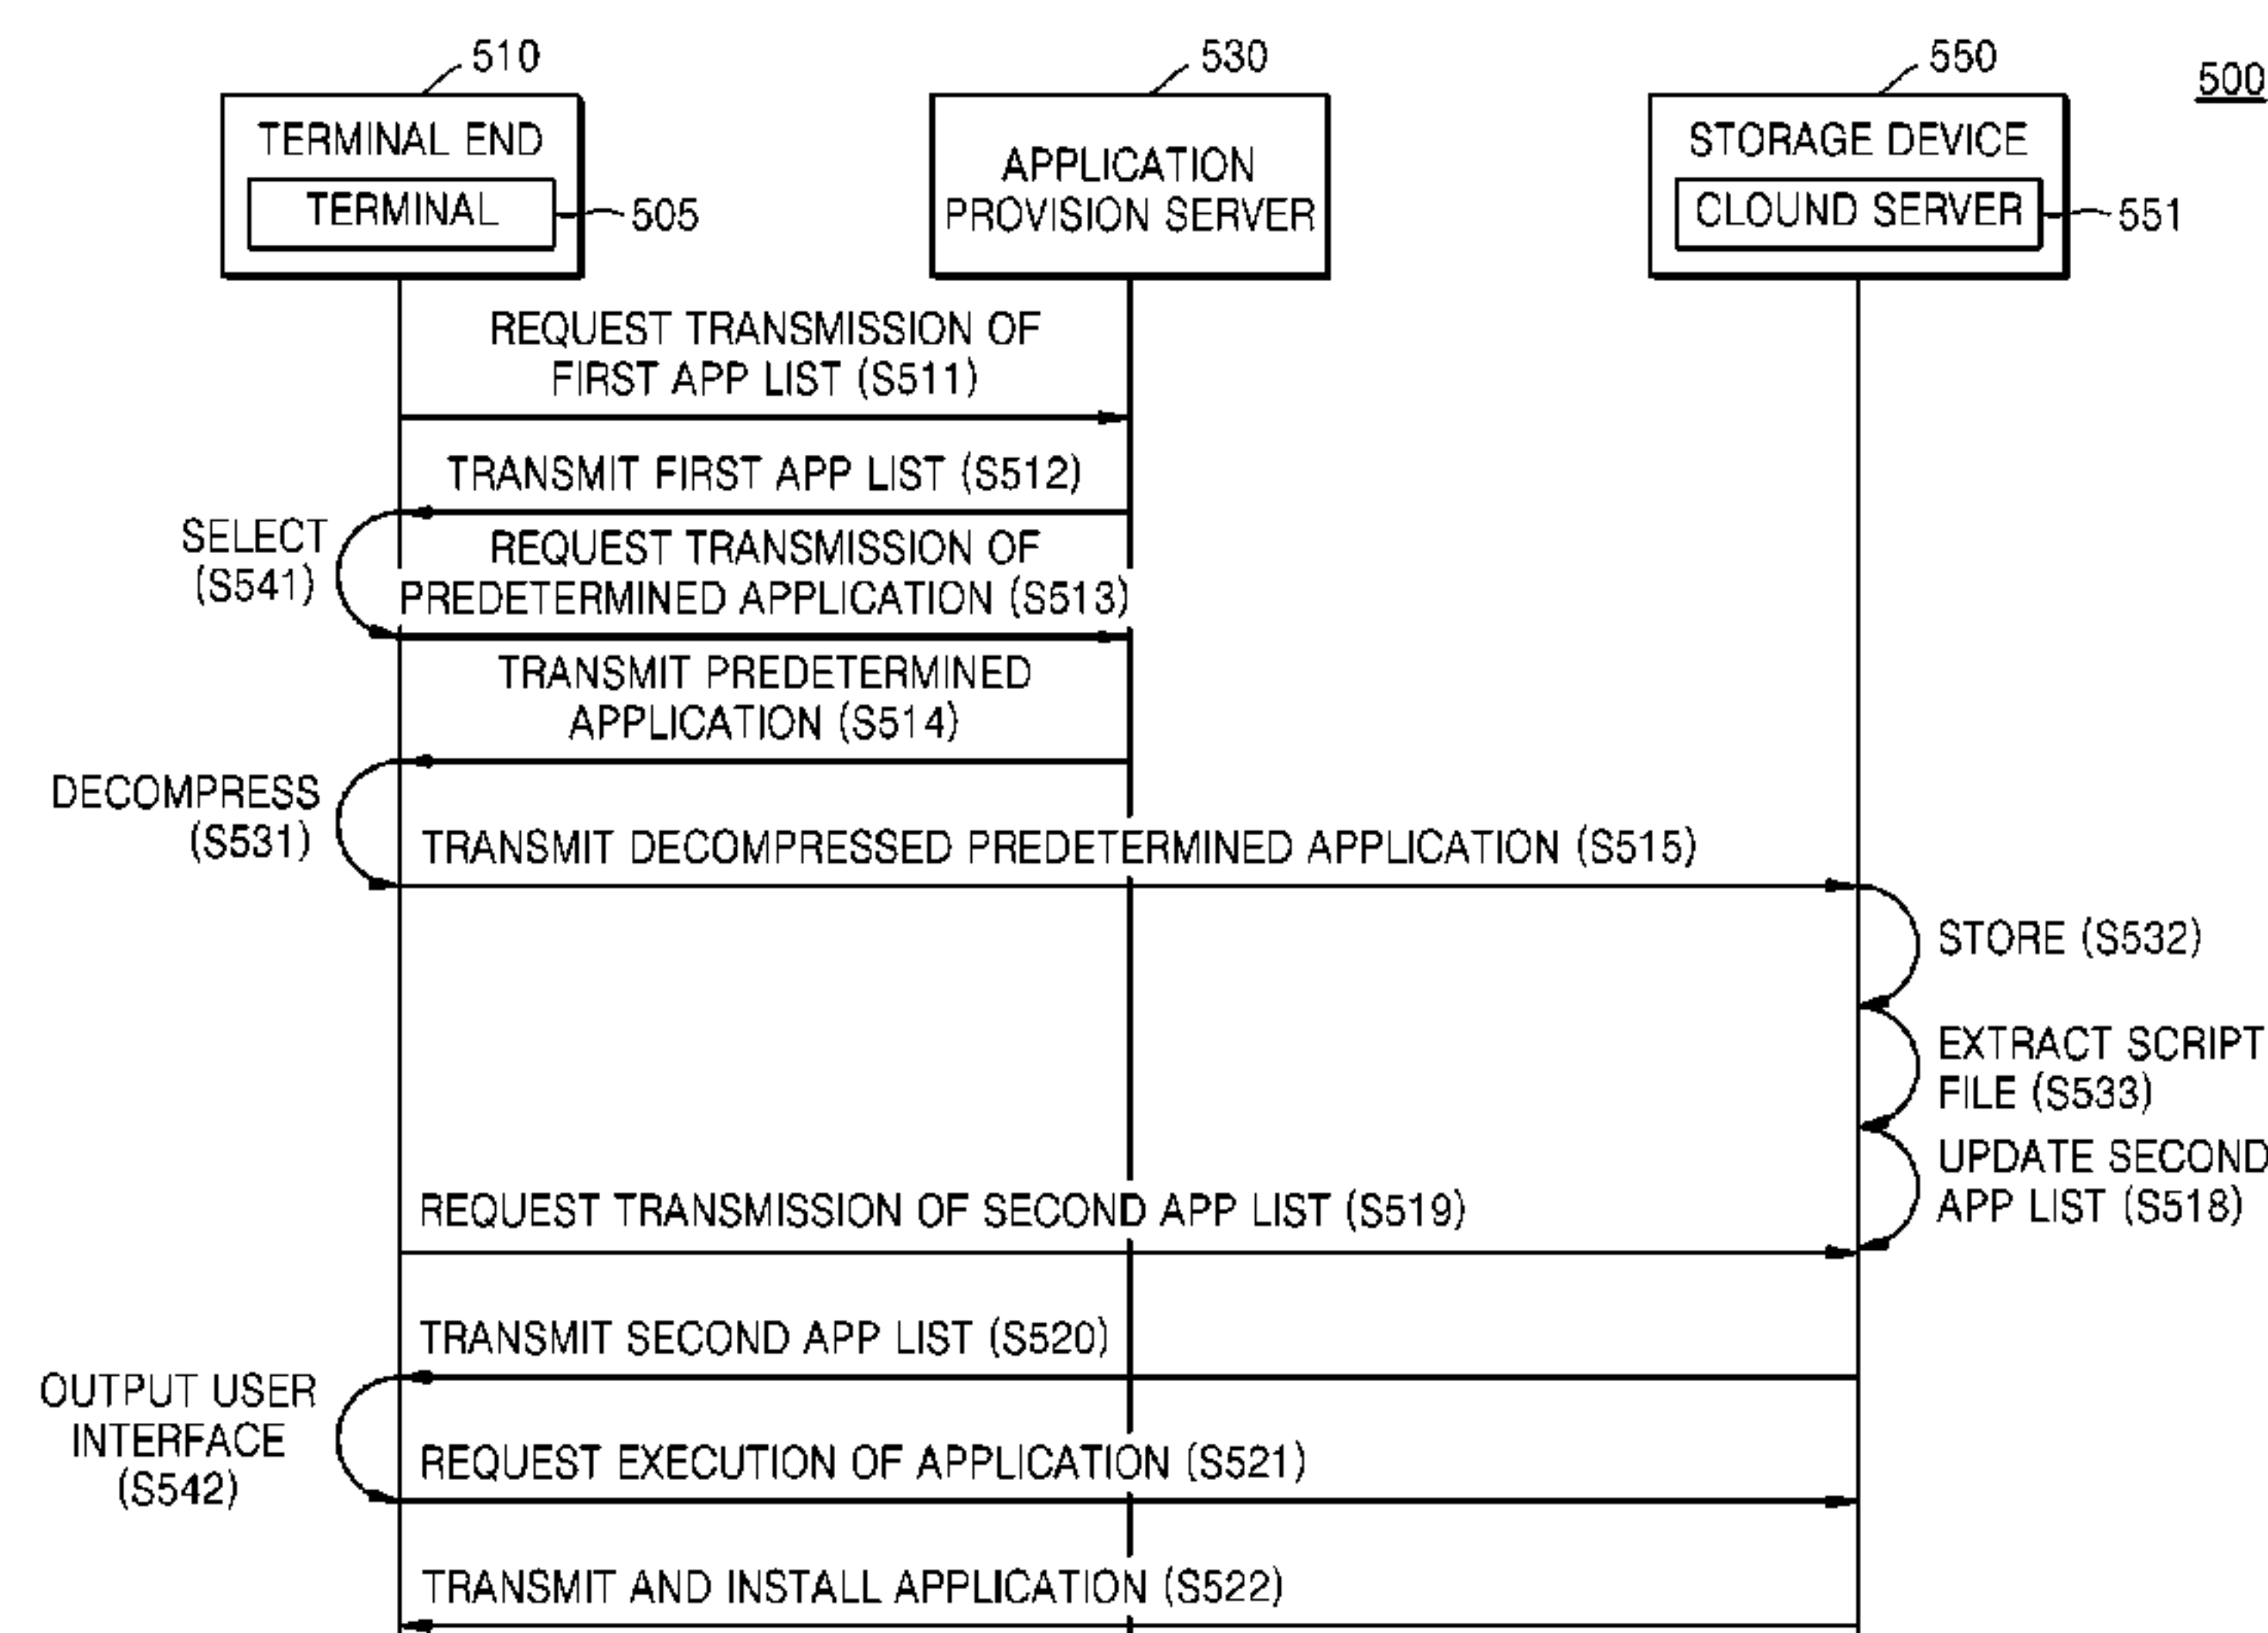 510
530
550
500
TERMINAL END
TERMINAL
505
APPLICATION
PROVISION SERVER
STORAGE DEVICE
CLOUND SERVER
551
REQUEST TRANSMISSION OF
FIRST APP LIST (S511)
TRANSMIT FIRST APP LIST (S512)
SELECT
(S541)
REQUEST TRANSMISSION OF
PREDETERMINED APPLICATION (S513)
TRANSMIT PREDETERMINED
APPLICATION (S514)
DECOMPRESS
(S531)
TRANSMIT DECOMPRESSED PREDETERMINED APPLICATION (S515)
STORE (S532)
EXTRACT SCRIPT
FILE (S533)
UPDATE SECOND
APP LIST (S518)
REQUEST TRANSMISSION OF SECOND APP LIST (S519)
TRANSMIT SECOND APP LIST (S520)
OUTPUT USER
INTERFACE
(S542)
REQUEST EXECUTION OF APPLICATION (S521)
TRANSMIT AND INSTALL APPLICATION (S522)